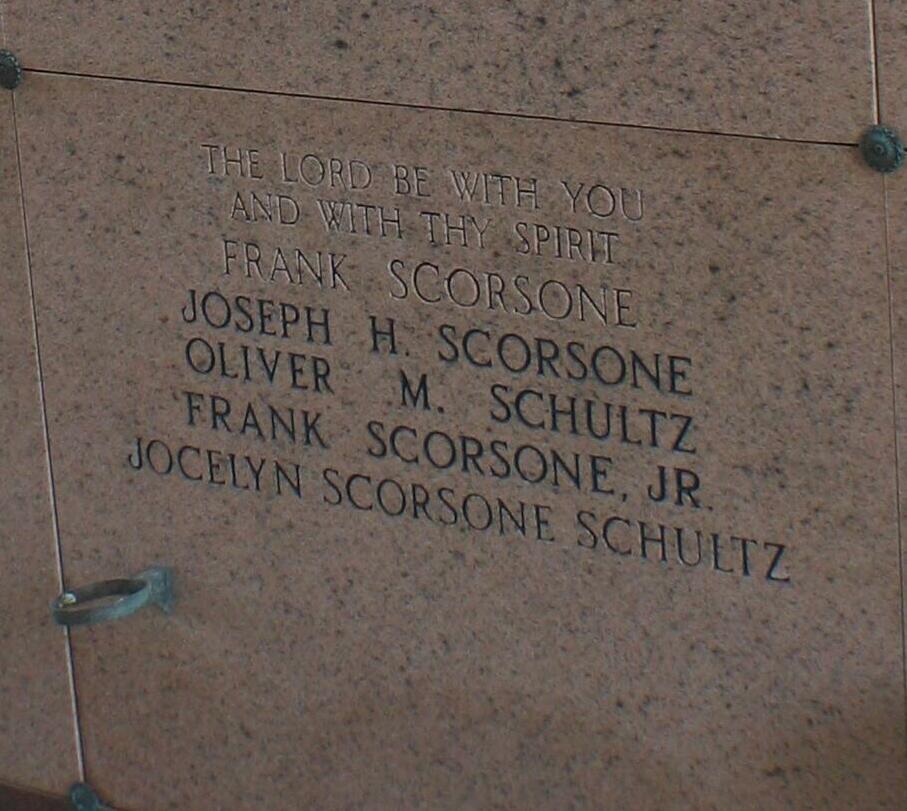 THE LORD BE WITH YOU
AND WITH THY SPIRIT
FRANK SCORSONE
JOSEPH H. SCORSONE
OLIVER M. SCHULTZ
FRANK SCORSONE, JR.
JOCELYN SCORSONE SCHULTZ